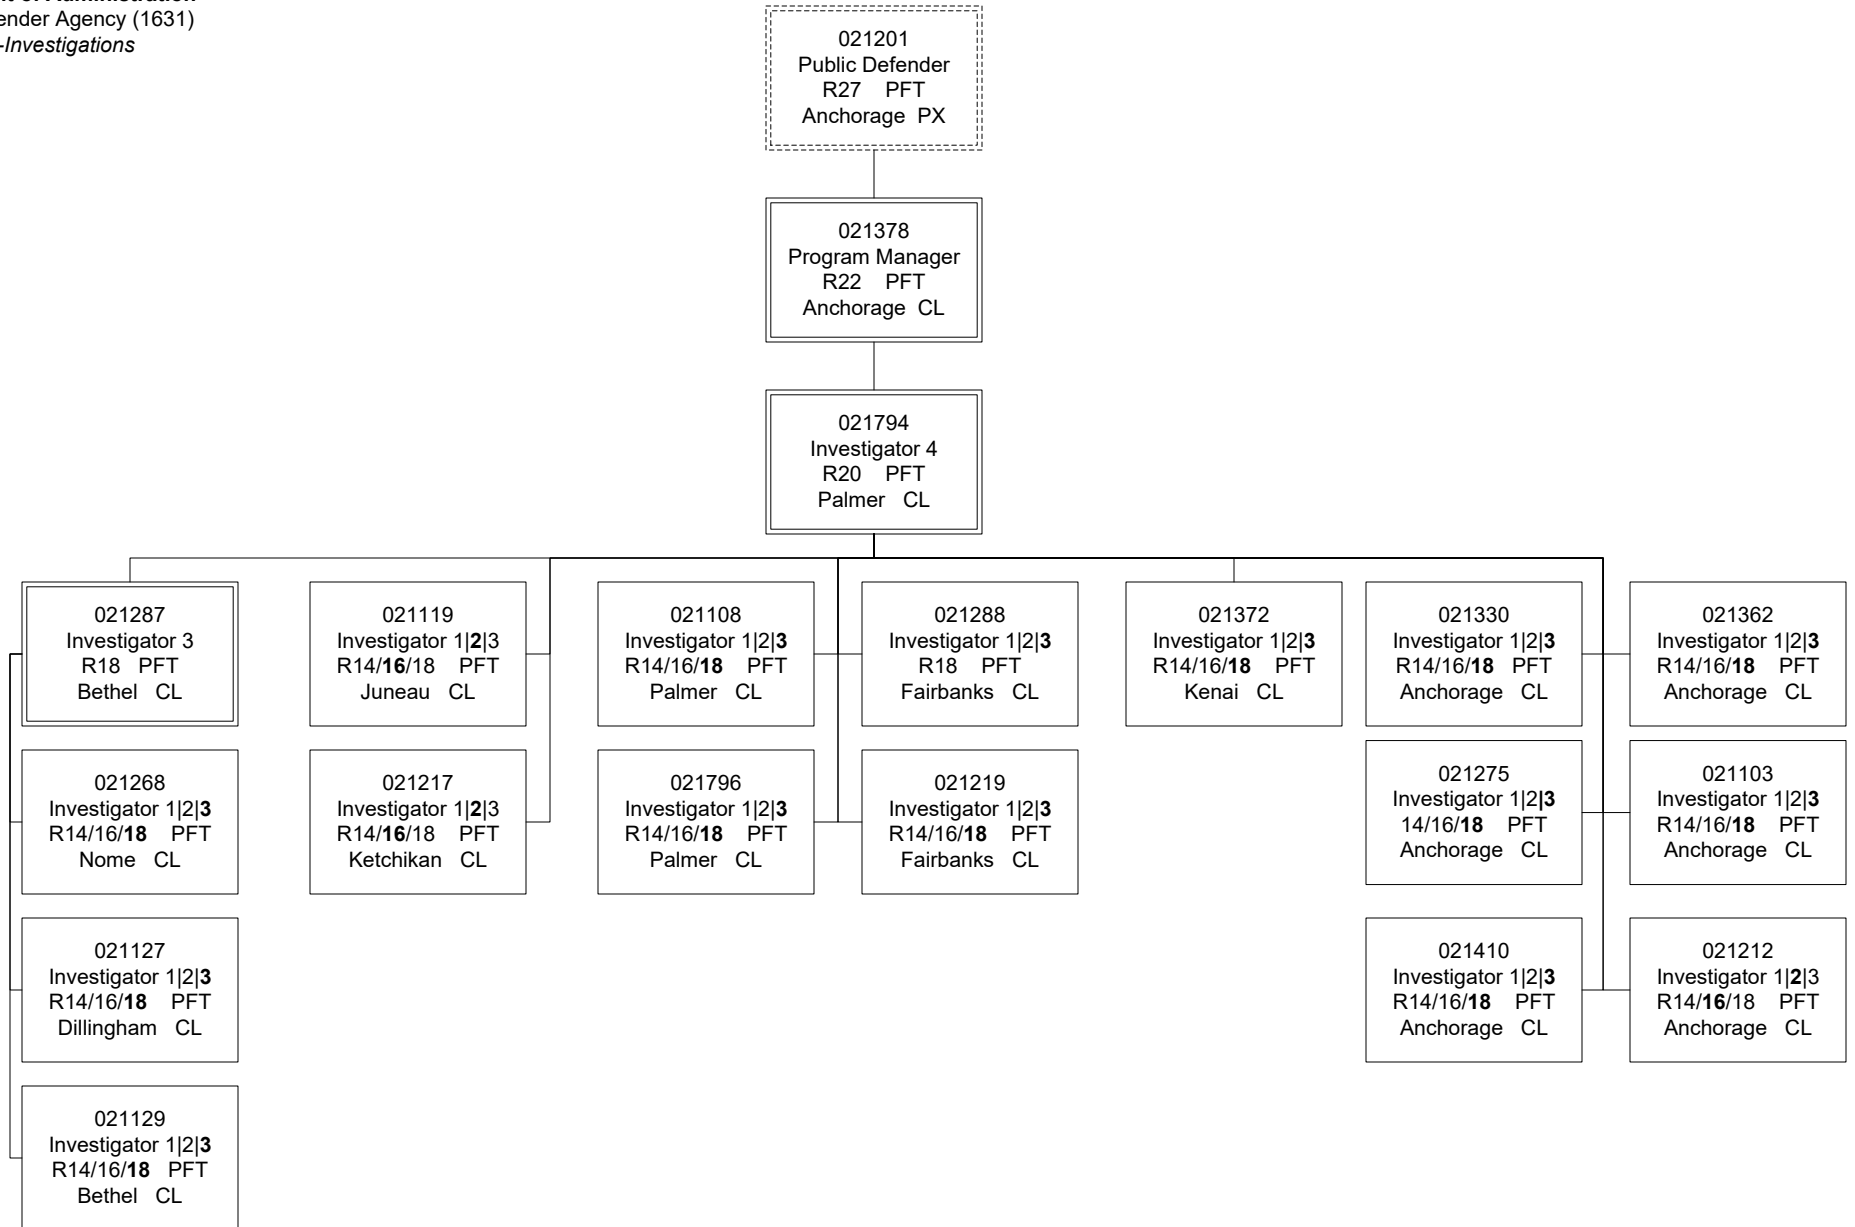 ender Agency (1631)
-Investigations
021201
Public Defender
R27 PFT
Anchorage PX
021378
Program Manager
R22 PFT
Anchorage CL
021794
Investigator 4
R20 PFT
Palmer CL
021287
Investigator 3
R18 PFT
Bethel CL
021119
Investigator 1|2|3
R14/16/18 PFT
Juneau CL
021108
Investigator 1|2|3
R14/16/18 PFT
Palmer CL
021288
Investigator 1|2|3
R18 PFT
Fairbanks CL
021372
Investigator 1|2|3
R14/16/18 PFT
Kenai CL
021330
Investigator 1|2|3
R14/16/18 PFT
Anchorage CL
021362
Investigator 1|2|3
R14/16/18 PFT
Anchorage CL
021268
Investigator 1|2|3
R14/16/18 PFT
Nome CL
021217
Investigator 1|2|3
R14/16/18 PFT
Ketchikan CL
021796
Investigator 1|2|3
R14/16/18 PFT
Palmer CL
021219
Investigator 1|2|3
R14/16/18 PFT
Fairbanks CL
021275
Investigator 1|2|3
14/16/18 PFT
Anchorage CL
021103
Investigator 1|2|3
R14/16/18 PFT
Anchorage CL
021127
Investigator 1|2|3
R14/16/18 PFT
Dillingham CL
021410
Investigator 1|2|3
R14/16/18 PFT
Anchorage CL
021212
Investigator 1|2|3
R14/16/18 PFT
Anchorage CL
021129
Investigator 1|2|3
R14/16/18 PFT
Bethel CL